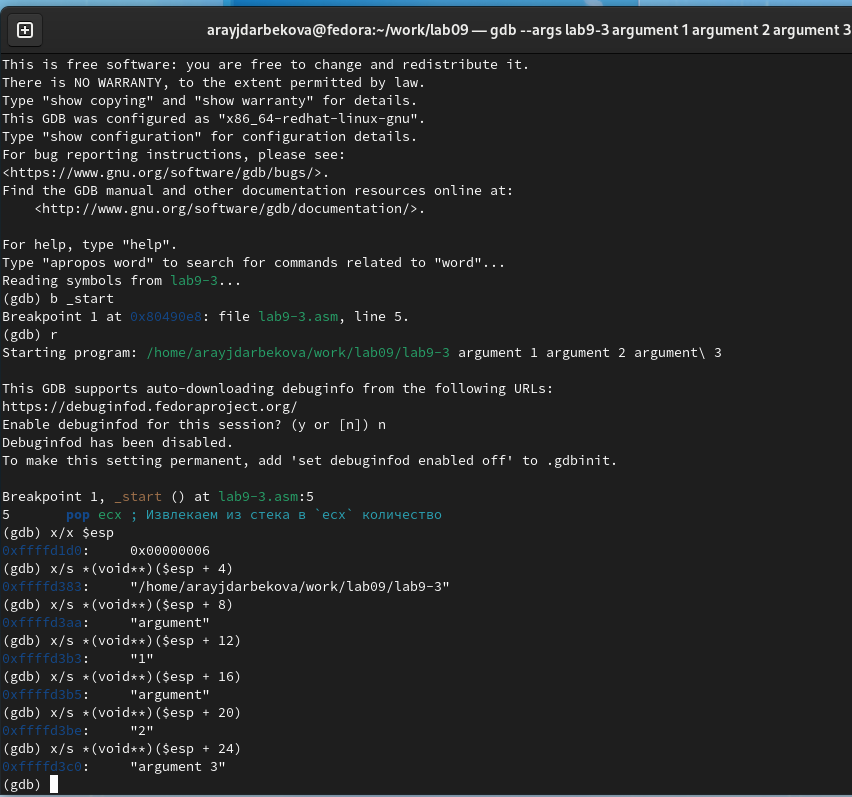 arayjdarbekova@fedora:~/work/lab09 — gdb --args lab9-3 argument 1 argument 2 argument 3
This is free software: you are free to change and redistribute it.
There is NO WARRANTY, to the extent permitted by law.
Type "show copying" and "show warranty" for details.
This GDB was configured as "x86_64-redhat-linux-gnu".
Type "show configuration" for configuration details.
For bug reporting instructions, please see:
<https://www.gnu.org/software/gdb/bugs/>.
Find the GDB manual and other documentation resources online at:
    <http://www.gnu.org/software/gdb/documentation/>.

For help, type "help".
Type "apropos word" to search for commands related to "word"...
Reading symbols from lab9-3...
(gdb) b _start
Breakpoint 1 at 0x80490e8: file lab9-3.asm, line 5.
(gdb) r
Starting program: /home/arayjdarbekova/work/lab09/lab9-3 argument 1 argument 2 argument\ 3

This GDB supports auto-downloading debuginfo from the following URLs:
https://debuginfod.fedoraproject.org/
Enable debuginfod for this session? (y or [n]) n
Debuginfod has been disabled.
To make this setting permanent, add 'set debuginfod enabled off' to .gdbinit.

Breakpoint 1, _start () at lab9-3.asm:5
5       pop ecx ; Извлекаем из стека в `ecx` количество
(gdb) x/x $esp
0xffffd1d0:     0x00000006
(gdb) x/s *(void**)($esp + 4)
0xffffd383:     "/home/arayjdarbekova/work/lab09/lab9-3"
(gdb) x/s *(void**)($esp + 8)
0xffffd3aa:     "argument"
(gdb) x/s *(void**)($esp + 12)
0xffffd3b3:     "1"
(gdb) x/s *(void**)($esp + 16)
0xffffd3b5:     "argument"
(gdb) x/s *(void**)($esp + 20)
0xffffd3be:     "2"
(gdb) x/s *(void**)($esp + 24)
0xffffd3c0:     "argument 3"
(gdb)